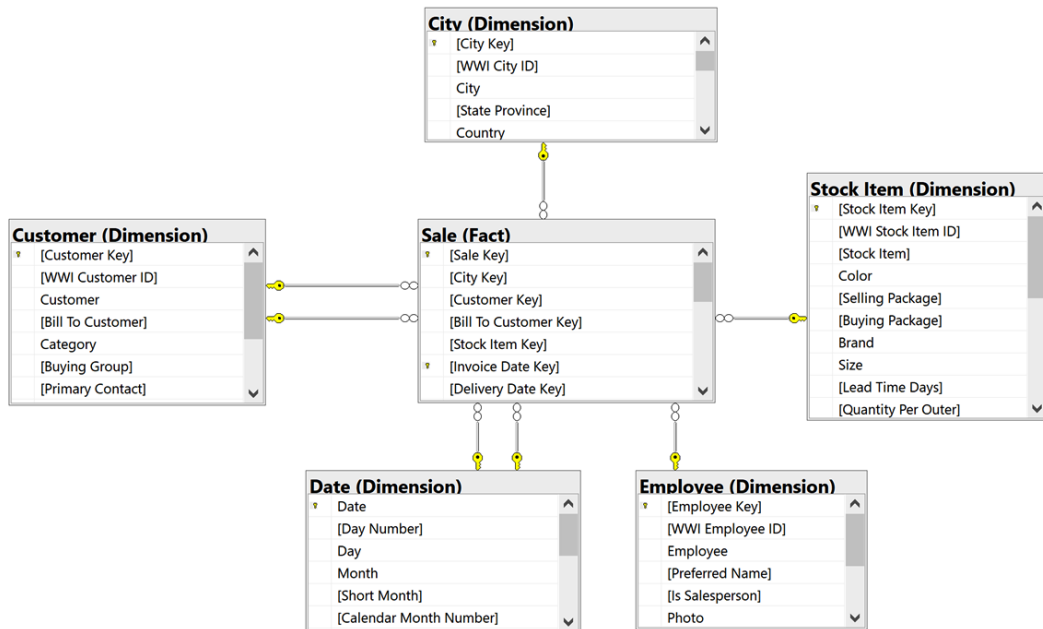 City (Dimension)
[City Key]
[WWI City ID]
City
[State Province]
Country
Stock Item (Dimension)
[Stock Item Key]
[WWI Stock Item ID]
[Stock Item]
Color
[Selling Package]
[Buying Package]
Brand
Size
[Lead Time Days]
[Quantity Per Outer]
Customer (Dimension)
[Customer Key]
[WWI Customer ID]
Customer
[Bill To Customer]
Category
[Buying Group]
[Primary Contact]
Sale (Fact)
[Sale Key]
[City Key]
[Customer Key]
[Bill To Customer Key]
[Stock Item Key]
[Invoice Date Key]
[Delivery Date Key]
Date (Dimension)
Date
[Day Number]
Day
Month
[Short Month]
[Calendar Month Number]
Employee (Dimension)
[Employee Key]
[WWI Employee ID]
Employee
[Preferred Name]
[Is Salesperson]
Photo